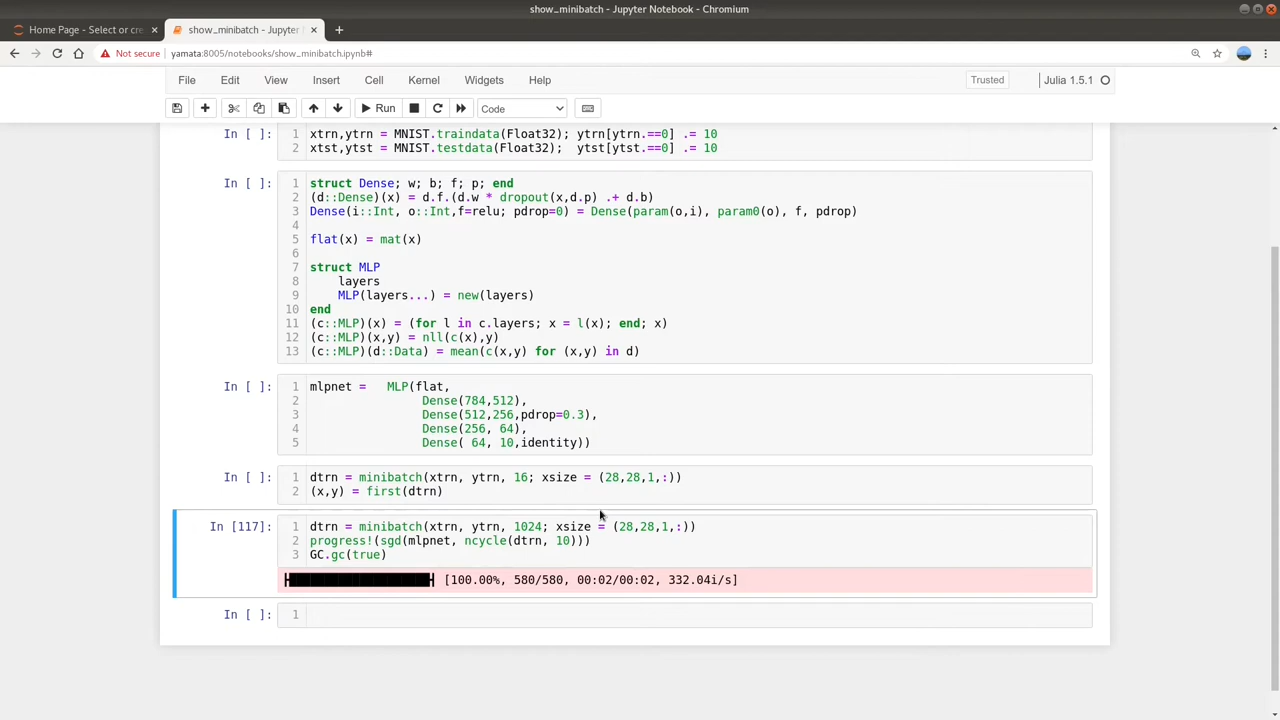 show_minibatch - Jupyter Notebook - Chromium
Home Page - Select or cre
show_minibatch - Jupyter N
Not secure
yamata:8005/notebooks/show_minibatch.ipynb#
File Edit View Insert Cell Kernel Widgets Help
Trusted
Julia 1.5.1
Run
Code
In [ ]:
1 xtrn,ytrn = MNIST.traindata(Float32); ytrn[ytrn.==0] .= 10
2 xtst,ytst = MNIST.testdata(Float32);  ytst[ytst.==0] .= 10
In [ ]:
1 struct Dense; w; b; f; p; end
2 (d::Dense)(x) = d.f.(d.w * dropout(x,d.p) .+ d.b)
3 Dense(i::Int, o::Int,f=relu; pdrop=0) = Dense(param(o,i), param0(o), f, pdrop)
4
5 flat(x) = mat(x)
6
7 struct MLP
8     layers
9     MLP(layers...) = new(layers)
10 end
11 (c::MLP)(x) = (for l in c.layers; x = l(x); end; x)
12 (c::MLP)(x,y) = nll(c(x),y)
13 (c::MLP)(d::Data) = mean(c(x,y) for (x,y) in d)
In [ ]:
1 mlpnet =   MLP(flat,
2                 Dense(784,512),
3                 Dense(512,256,pdrop=0.3),
4                 Dense(256, 64),
5                 Dense( 64, 10,identity))
In [ ]:
1 dtrn = minibatch(xtrn, ytrn, 16; xsize = (28,28,1,:))
2 (x,y) = first(dtrn)
In [117]:
1 dtrn = minibatch(xtrn, ytrn, 1024; xsize = (28,28,1,:))
2 progress!(sgd(mlpnet, ncycle(dtrn, 10)))
3 GC.gc(true)
[100.00%, 580/580, 00:02/00:02, 332.04i/s]
In [ ]:
1